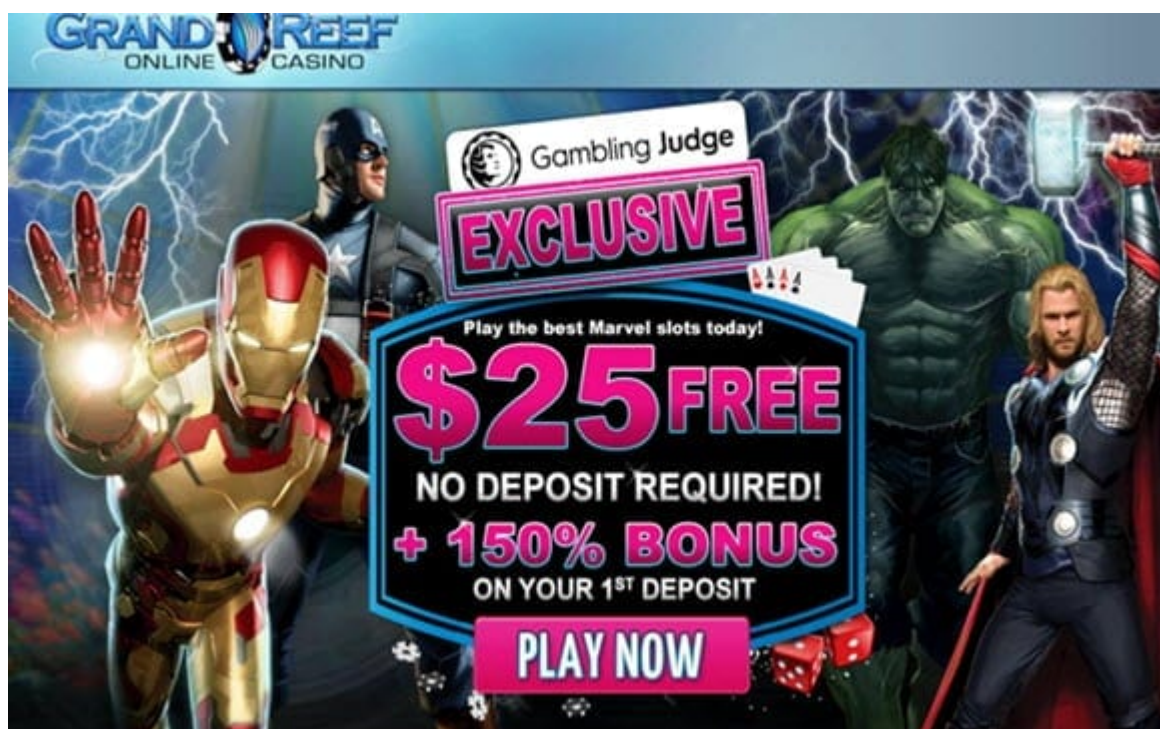 GRAND REEF
ONLINE CASINO
Gambling Judge
EXCLUSIVE
Play the best Marvel slots today!
$25 FREE
NO DEPOSIT REQUIRED!
+ 150% BONUS
ON YOUR 1ST DEPOSIT
PLAY NOW